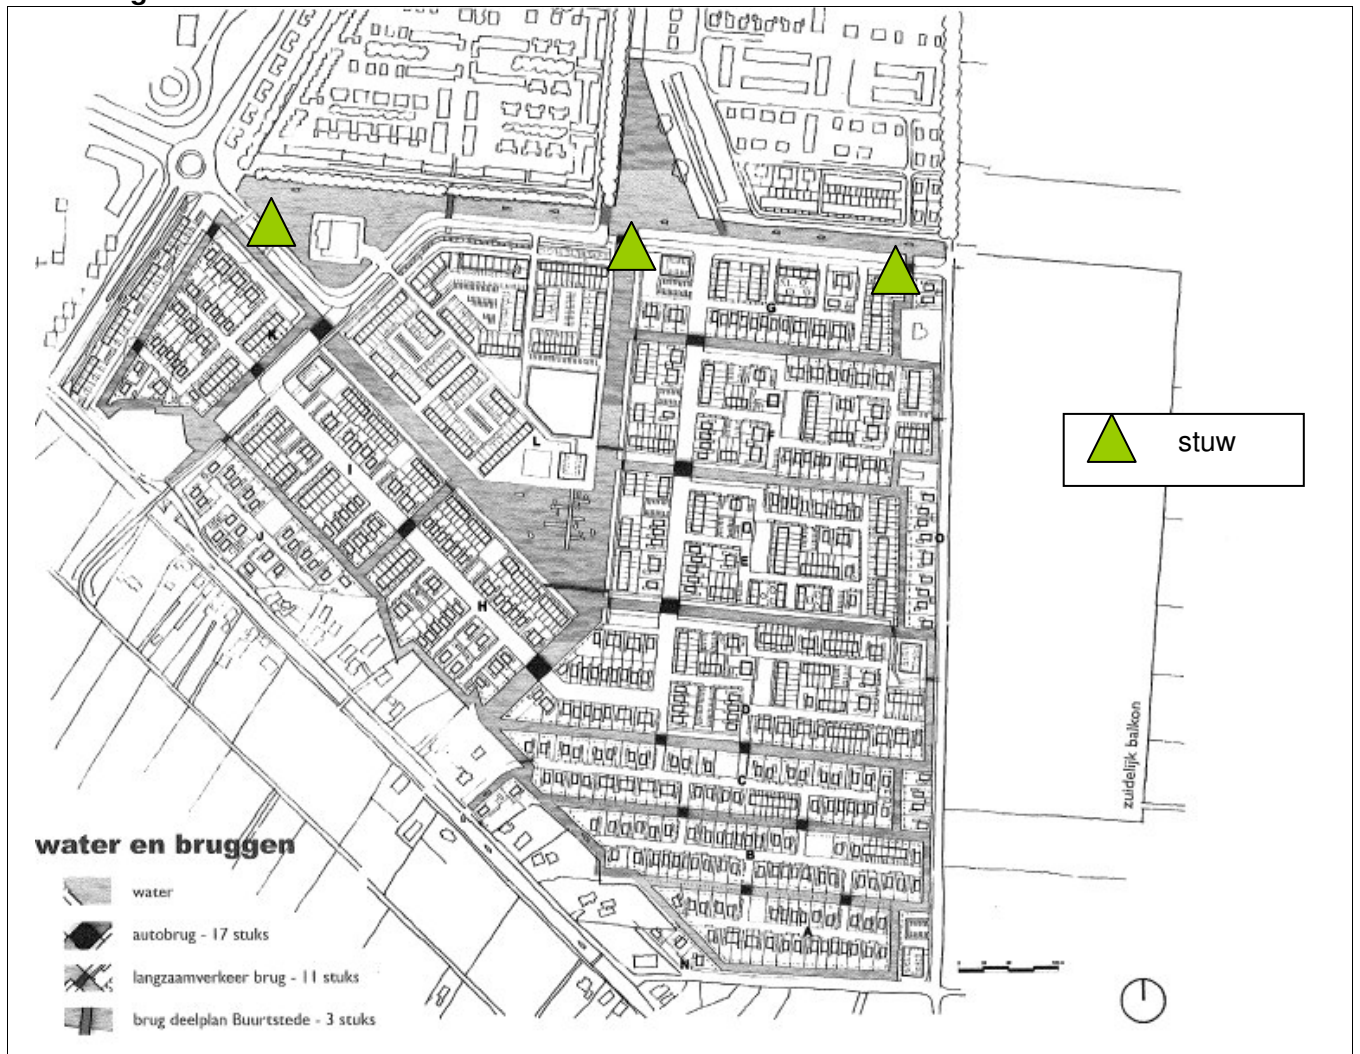 K
G
L
F
I
O
J
E
H
D
C
B
A
N
stuw
zuidelijk balkon
water en bruggen
water
autobrug - 17 stuks
langzaamverkeer brug - 11 stuks
brug deelplan Buurtstede - 3 stuks